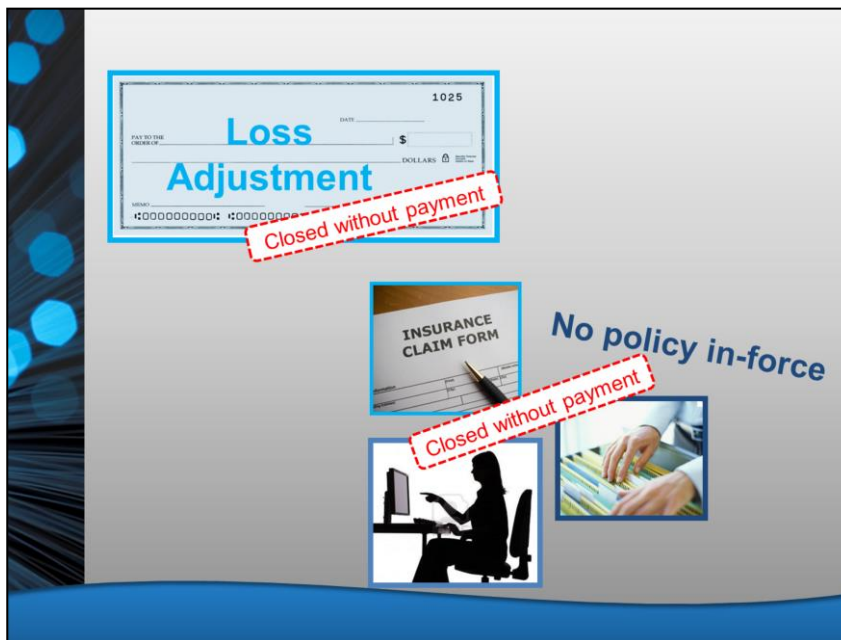 1025
DATE
PAY TO THE
ORDER OF
$
Loss
DOLLARS
Adjustment
MEMO
Closed without payment
INSURANCE
CLAIM FORM
No policy in-force
Closed without payment